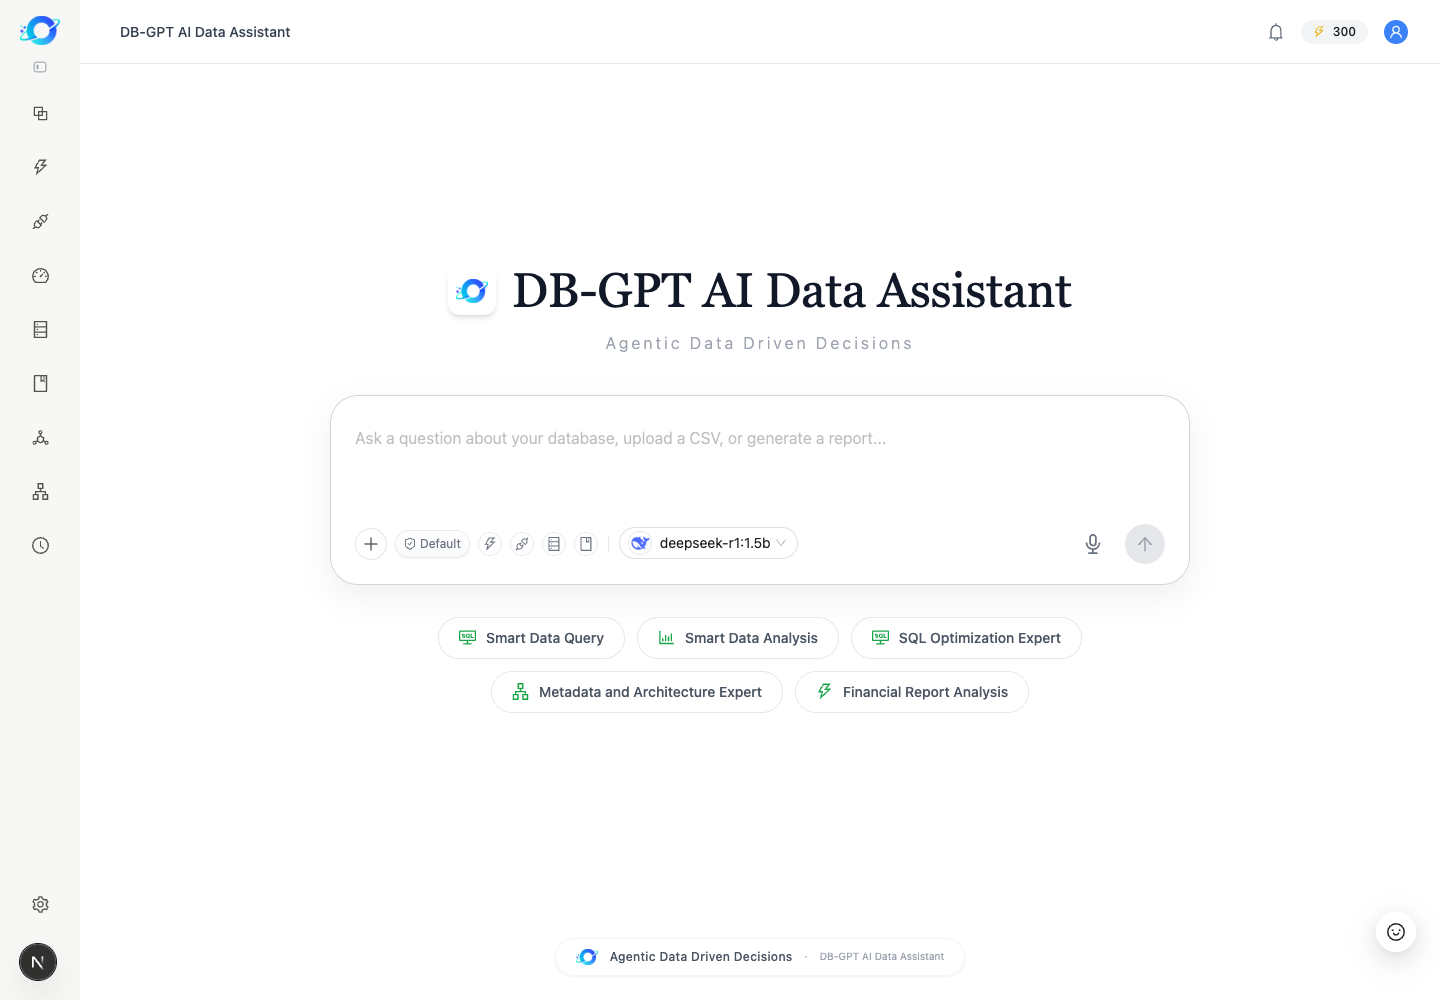 DB-GPT AI Data Assistant
300
DB-GPT AI Data Assistant
Agentic Data Driven Decisions
Ask a question about your database, upload a CSV, or generate a report...
Default
deepseek-r1:1.5b
SQL Smart Data Query
Smart Data Analysis
SQL SQL Optimization Expert
Metadata and Architecture Expert
Financial Report Analysis
N
Agentic Data Driven Decisions · DB-GPT AI Data Assistant